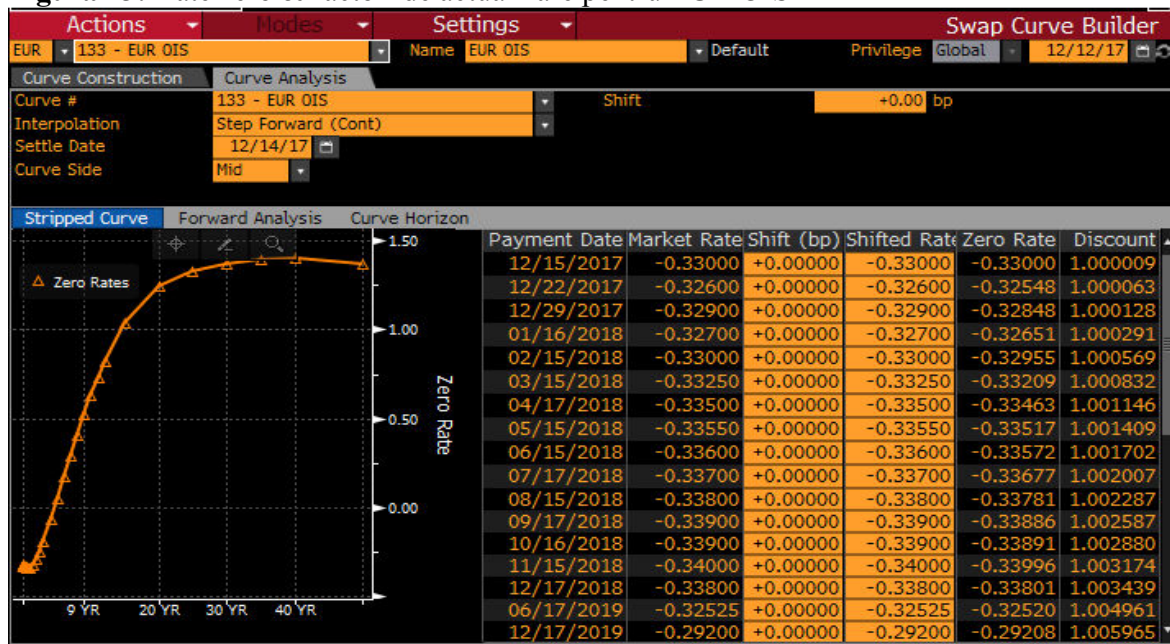 Actions Modes Settings Swap Curve Builder
EUR 133 - EUR OIS Name EUR OIS Default Privilege Global 12/12/17
Curve Construction Curve Analysis
Curve # 133 - EUR OIS Shift +0.00 bp
Interpolation Step Forward (Cont)
Settle Date 12/14/17
Curve Side Mid
Stripped Curve Forward Analysis Curve Horizon
Zero Rates
1.50
1.00
0.50
0.00
Zero Rate
9 YR 20 YR 30 YR 40 YR
Payment Date Market Rate Shift (bp) Shifted Rate Zero Rate Discount
12/15/2017 -0.33000 +0.00000 -0.33000 -0.33000 1.000009
12/22/2017 -0.32600 +0.00000 -0.32600 -0.32548 1.000063
12/29/2017 -0.32900 +0.00000 -0.32900 -0.32848 1.000128
01/16/2018 -0.32700 +0.00000 -0.32700 -0.32651 1.000291
02/15/2018 -0.33000 +0.00000 -0.33000 -0.32955 1.000569
03/15/2018 -0.33250 +0.00000 -0.33250 -0.33209 1.000832
04/17/2018 -0.33500 +0.00000 -0.33500 -0.33463 1.001146
05/15/2018 -0.33550 +0.00000 -0.33550 -0.33517 1.001409
06/15/2018 -0.33600 +0.00000 -0.33600 -0.33572 1.001702
07/17/2018 -0.33700 +0.00000 -0.33700 -0.33677 1.002007
08/15/2018 -0.33800 +0.00000 -0.33800 -0.33781 1.002287
09/17/2018 -0.33900 +0.00000 -0.33900 -0.33886 1.002587
10/16/2018 -0.33900 +0.00000 -0.33900 -0.33891 1.002880
11/15/2018 -0.34000 +0.00000 -0.34000 -0.33996 1.003174
12/17/2018 -0.33800 +0.00000 -0.33800 -0.33801 1.003439
06/17/2019 -0.32525 +0.00000 -0.32525 -0.32520 1.004961
12/17/2019 -0.29200 +0.00000 -0.29200 -0.29208 1.005965